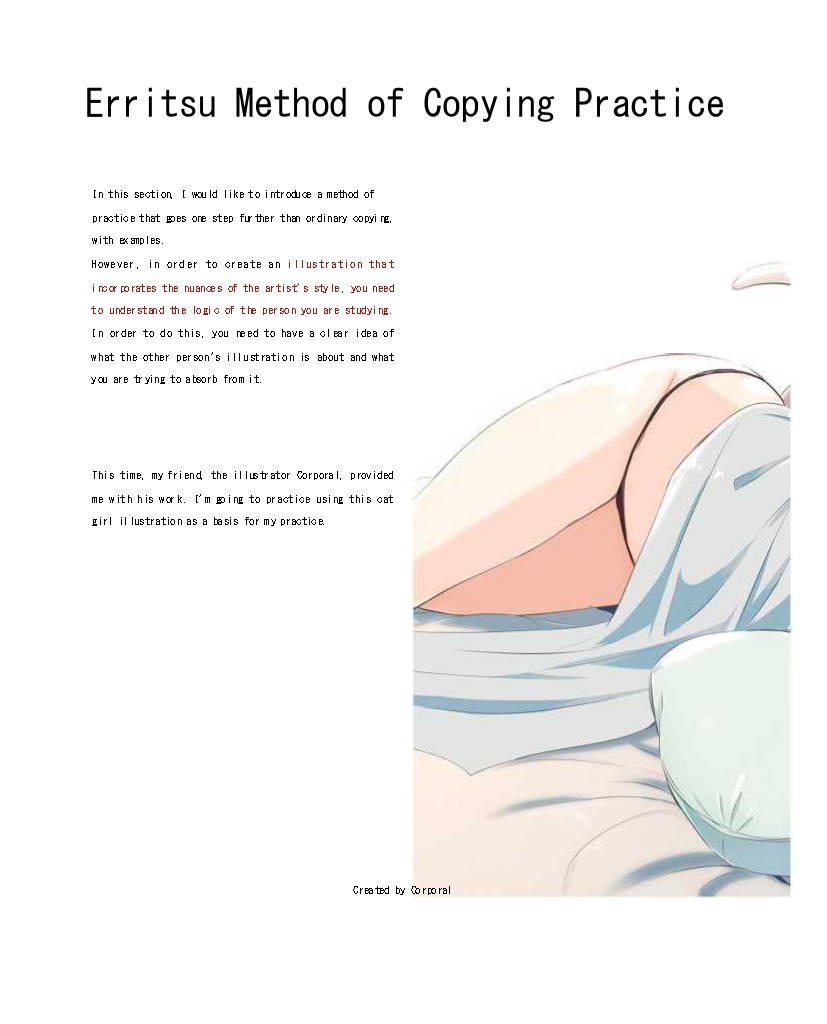 Erritsu Method of Copying Practice
In this section, I would like to introduce a method of
practice that goes one step further than ordinary copying,
with examples.
However, in order to create an illustration that
incorporates the nuances of the artist's style, you need
to understand the logic of the person you are studying.
In order to do this, you need to have a clear idea of
what the other person's illustration is about and what
you are trying to absorb from it.
This time, my friend, the illustrator Corporal, provided
me with his work. I'm going to practice using this cat
girl illustration as a basis for my practice.
Created by Corporal